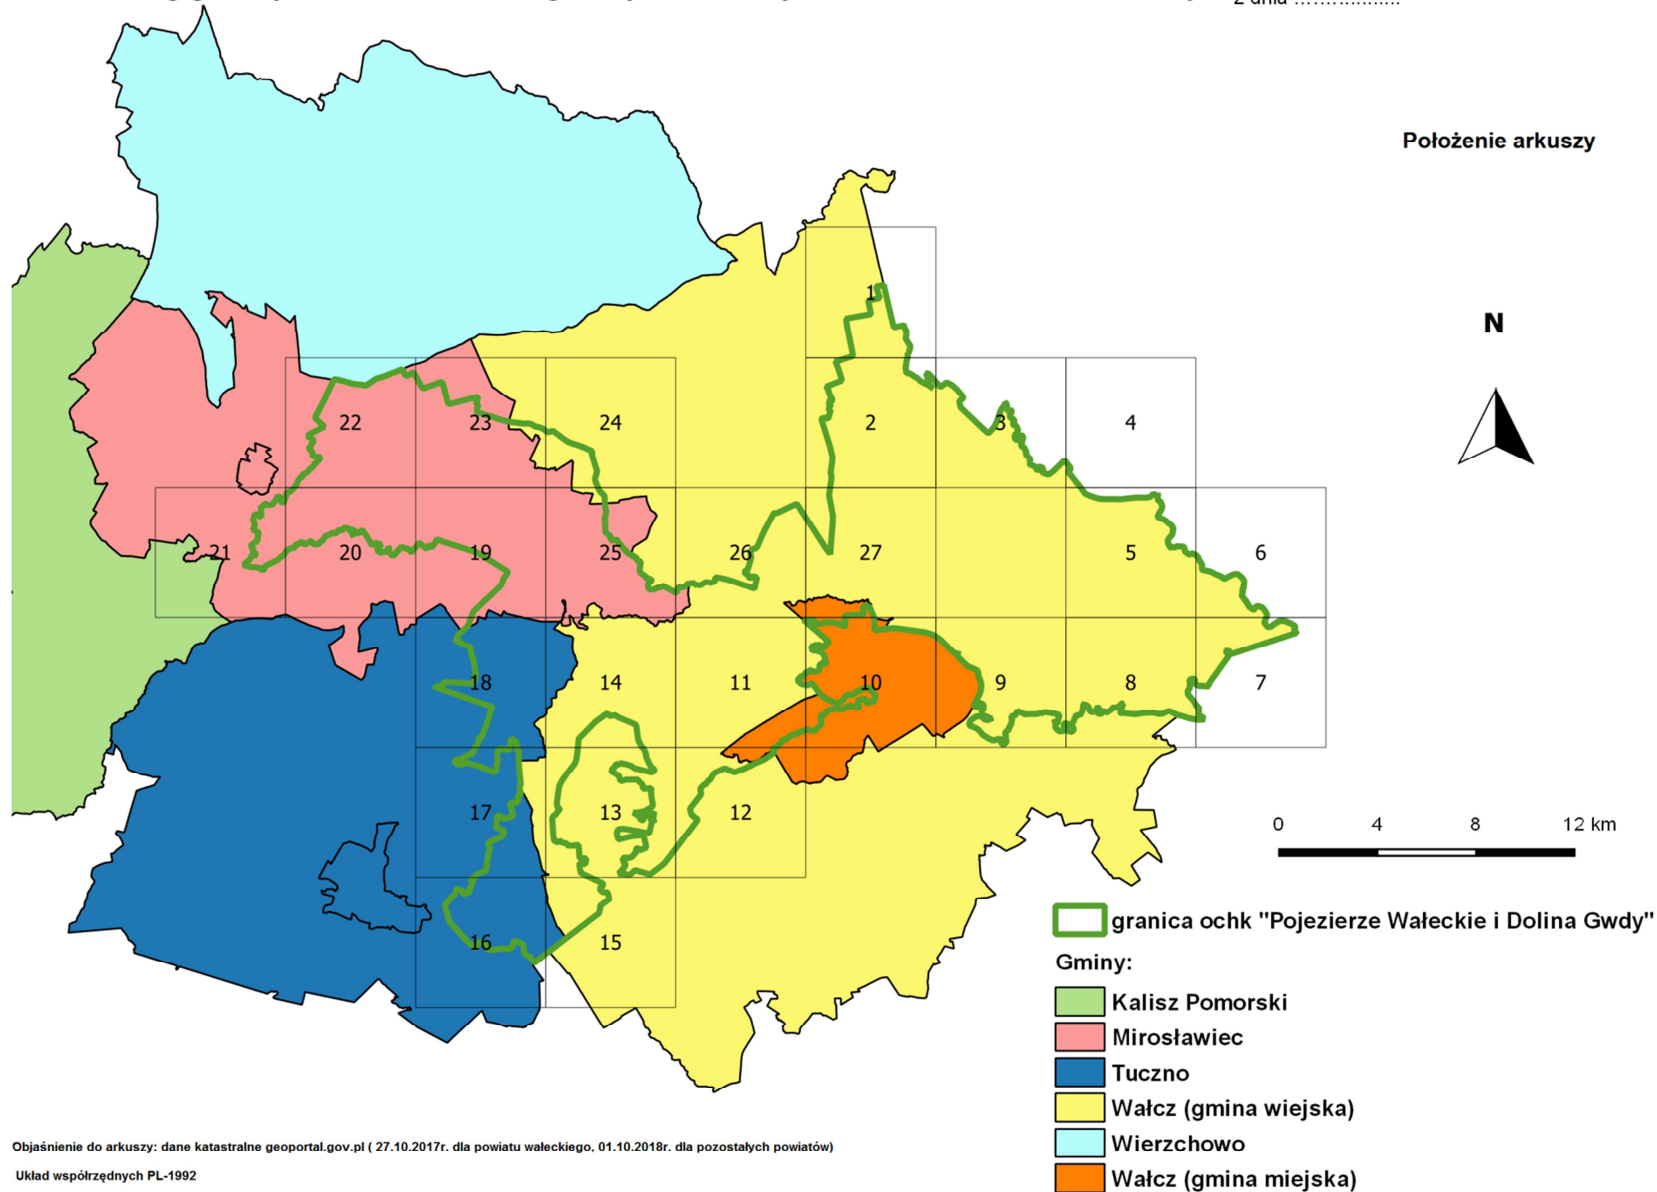 z dnia ...................
Położenie arkuszy
N
1
22 23 24 2 3 4
21 20 19 25 26 27 5 6
18 14 11 10 9 8 7
17 13 12
16 15
0 4 8 12 km
granica ochk "Pojezierze Wałeckie i Dolina Gwdy"
Gminy:
Kalisz Pomorski
Mirosławiec
Tuczno
Wałcz (gmina wiejska)
Wierzchowo
Wałcz (gmina miejska)
Objaśnienie do arkuszy: dane katastralne geoportal.gov.pl ( 27.10.2017r. dla powiatu wałeckiego, 01.10.2018r. dla pozostałych powiatów)
Układ współrzędnych PL-1992